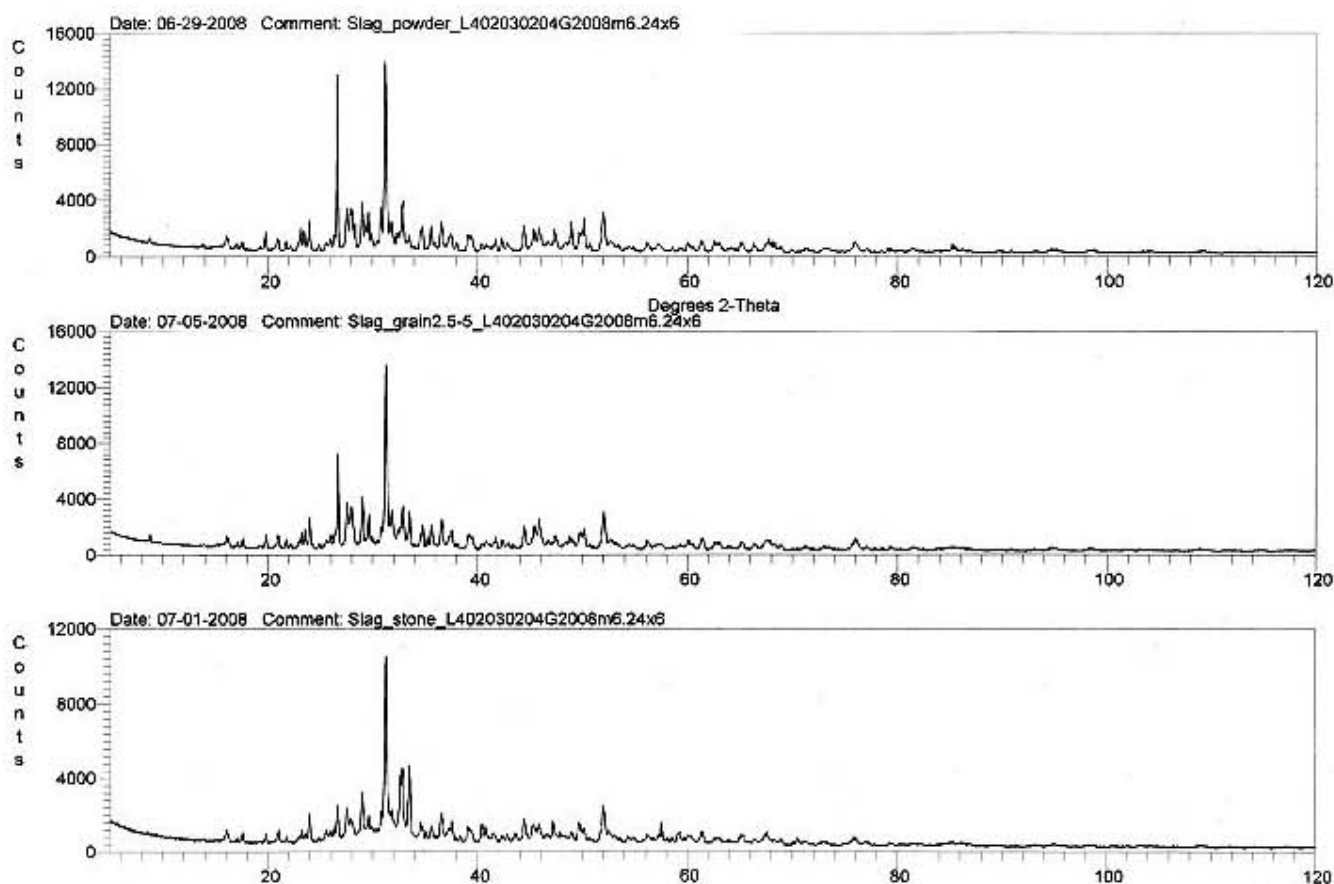 Date: 06-29-2008 Comment: Slag_powder_L402030204G2008m6.24x6
Counts
16000
12000
8000
4000
0
20 40 60 80 100 120
Degrees 2-Theta
Date: 07-05-2008 Comment: Slag_grain2.5-5_L402030204G2008m6.24x6
Counts
16000
12000
8000
4000
0
20 40 60 80 100 120
Date: 07-01-2008 Comment: Slag_stone_L402030204G2008m6.24x6
Counts
12000
8000
4000
0
20 40 60 80 100 120